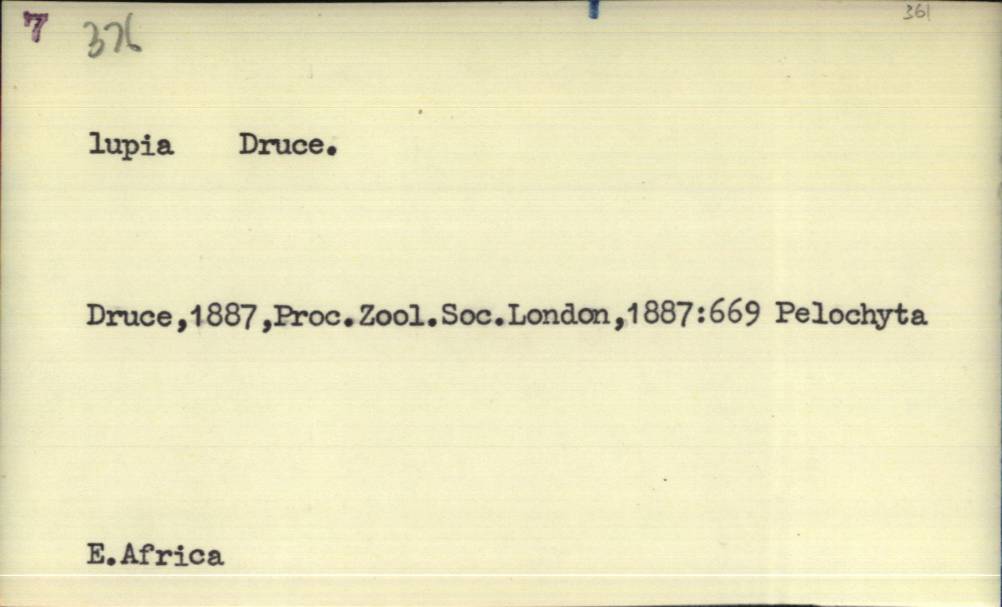 7 376 361
lupia Druce.
Druce,1887,Proc.Zool.Soc.London,1887:669 Pelochyta
E.Africa